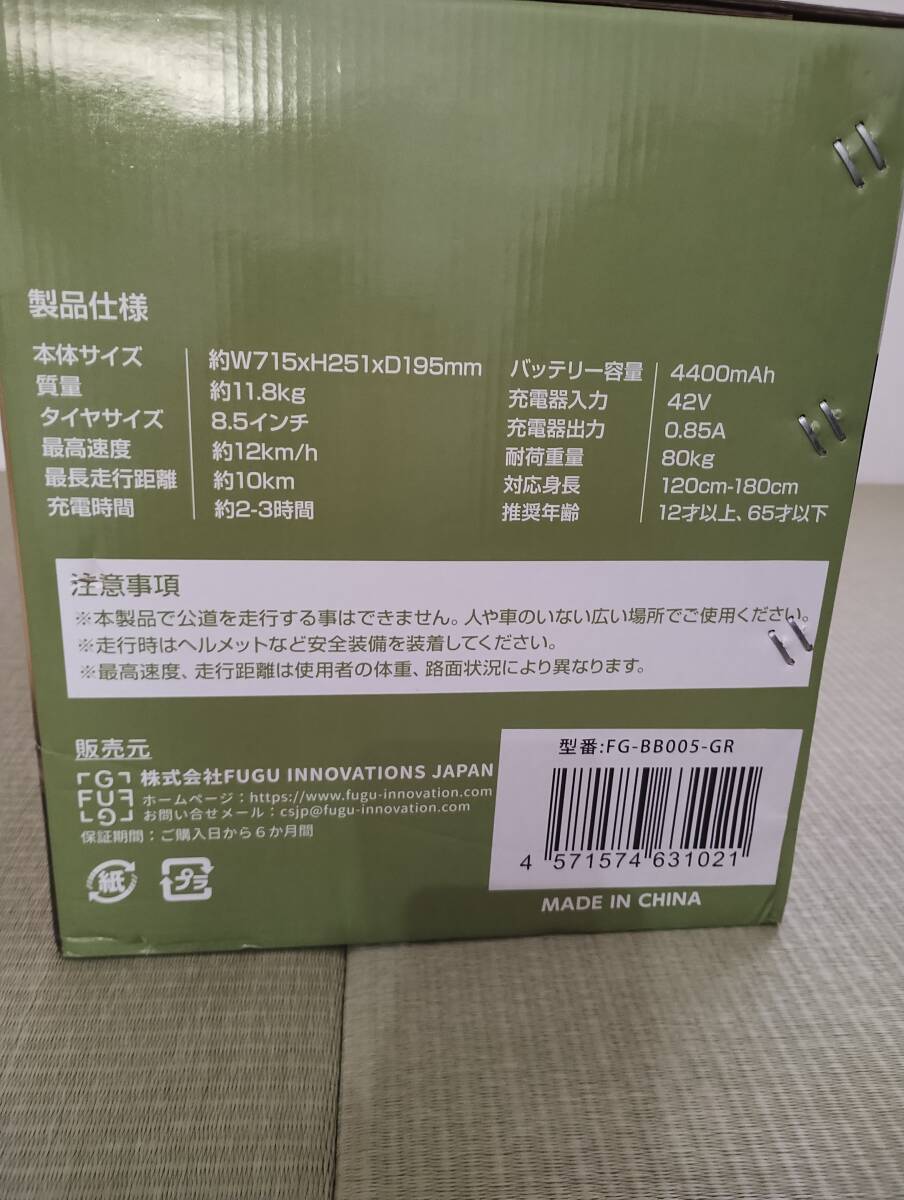 製品仕様
本体サイズ 約W715xH251xD195mm
質量 約11.8kg
タイヤサイズ 8.5インチ
最高速度 約12km/h
最長走行距離 約10km
充電時間 約2-3時間
バッテリー容量 4400mAh
充電器入力 42V
充電器出力 0.85A
耐荷重量 80kg
対応身長 120cm-180cm
推奨年齢 12才以上、65才以下
注意事項
※本製品で公道を走行する事はできません。人や車のいない広い場所でご使用ください。
※走行時はヘルメットなど安全装備を装着してください。
※最高速度、走行距離は使用者の体重、路面状況により異なります。
販売元
FUGU
株式会社FUGU INNOVATIONS JAPAN
ホームページ：https://www.fugu-innovation.com
お問い合せメール：csjp@fugu-innovation.com
保証期間：ご購入日から6か月間
紙
プラ
型番:FG-BB005-GR
4 571574 631021
MADE IN CHINA